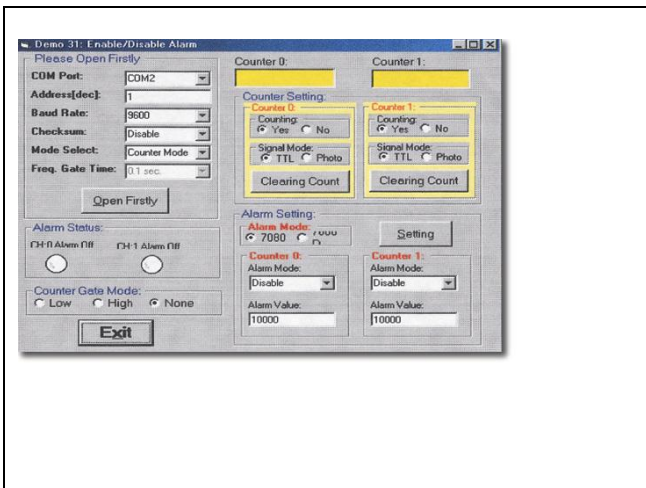 Demo 31: Enable/Disable Alarm
Please Open Firstly
COM Port: COM2
Address[dec]: 1
Baud Rate: 9600
Checksum: Disable
Mode Select: Counter Mode
Freq. Gate Time: 0.1 sec.
Open Firstly
Alarm Status:
CH-0 Alarm Off CH-1 Alarm Off
Counter Gate Mode:
Low High None
Exit
Counter 0: Counter 1:
Counter Setting:
Counter 0:
Counting:
Yes No
Signal Mode:
TTL Photo
Clearing Count
Counter 1:
Counting:
Yes No
Signal Mode:
TTL Photo
Clearing Count
Alarm Setting:
Alarm Mode:
7080
Setting
Counter 0:
Alarm Mode:
Disable
Alarm Value:
10000
Counter 1:
Alarm Mode:
Disable
Alarm Value:
10000